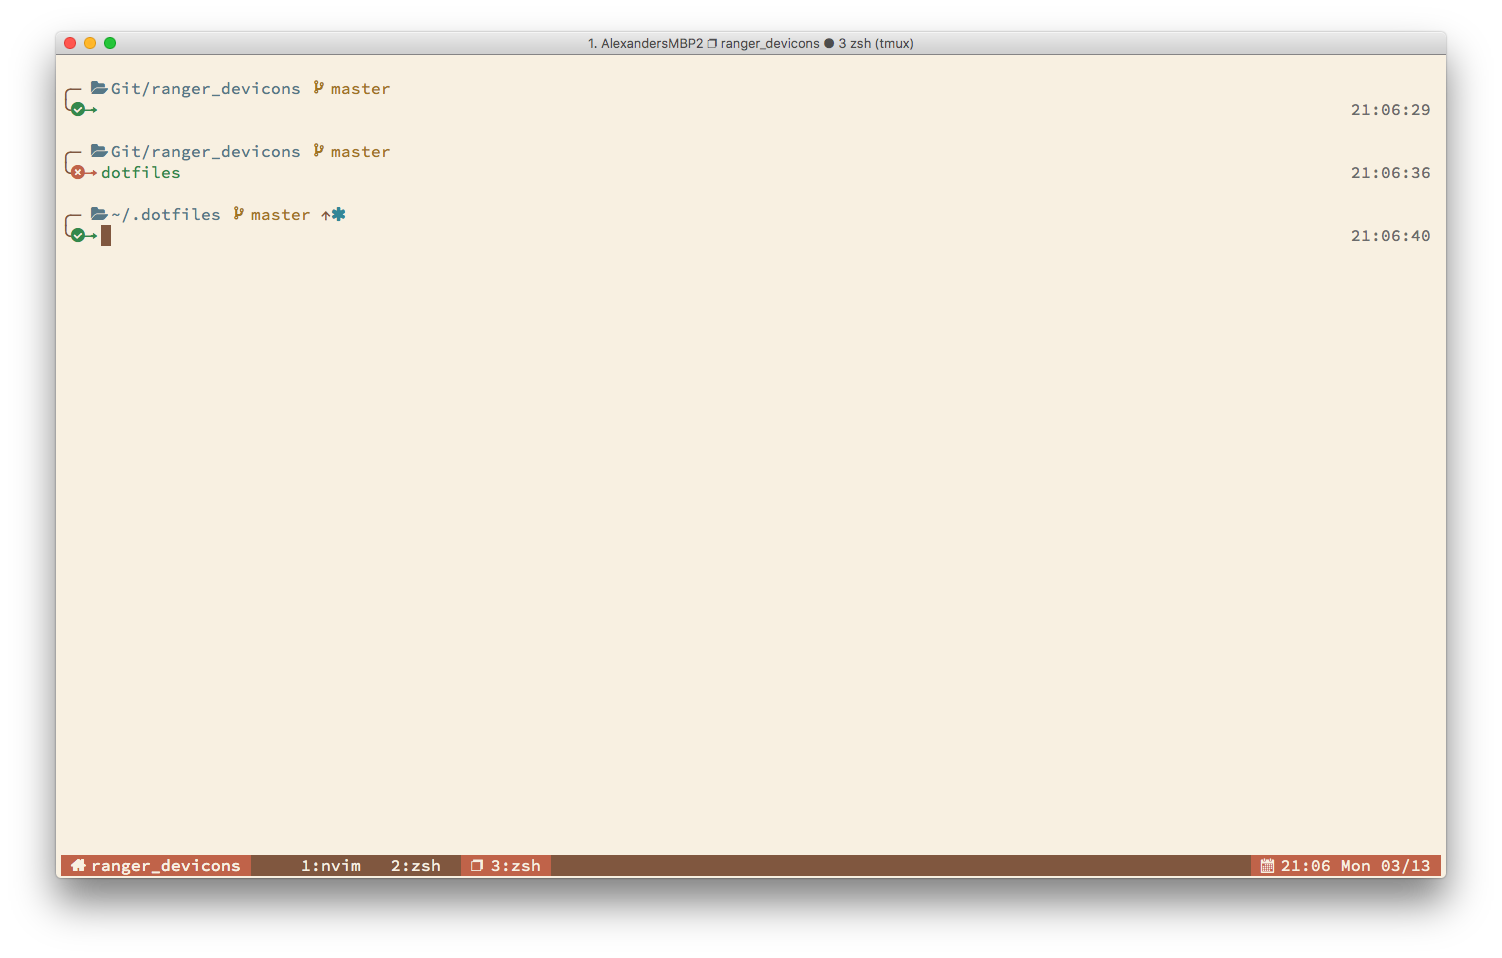 1. AlexandersMBP2 ❐ ranger_devicons ● 3 zsh (tmux)
Git/ranger_devicons master
21:06:29
Git/ranger_devicons master
dotfiles 21:06:36
~/.dotfiles master ↑✱
21:06:40
ranger_devicons 1:nvim 2:zsh ❐ 3:zsh 21:06 Mon 03/13